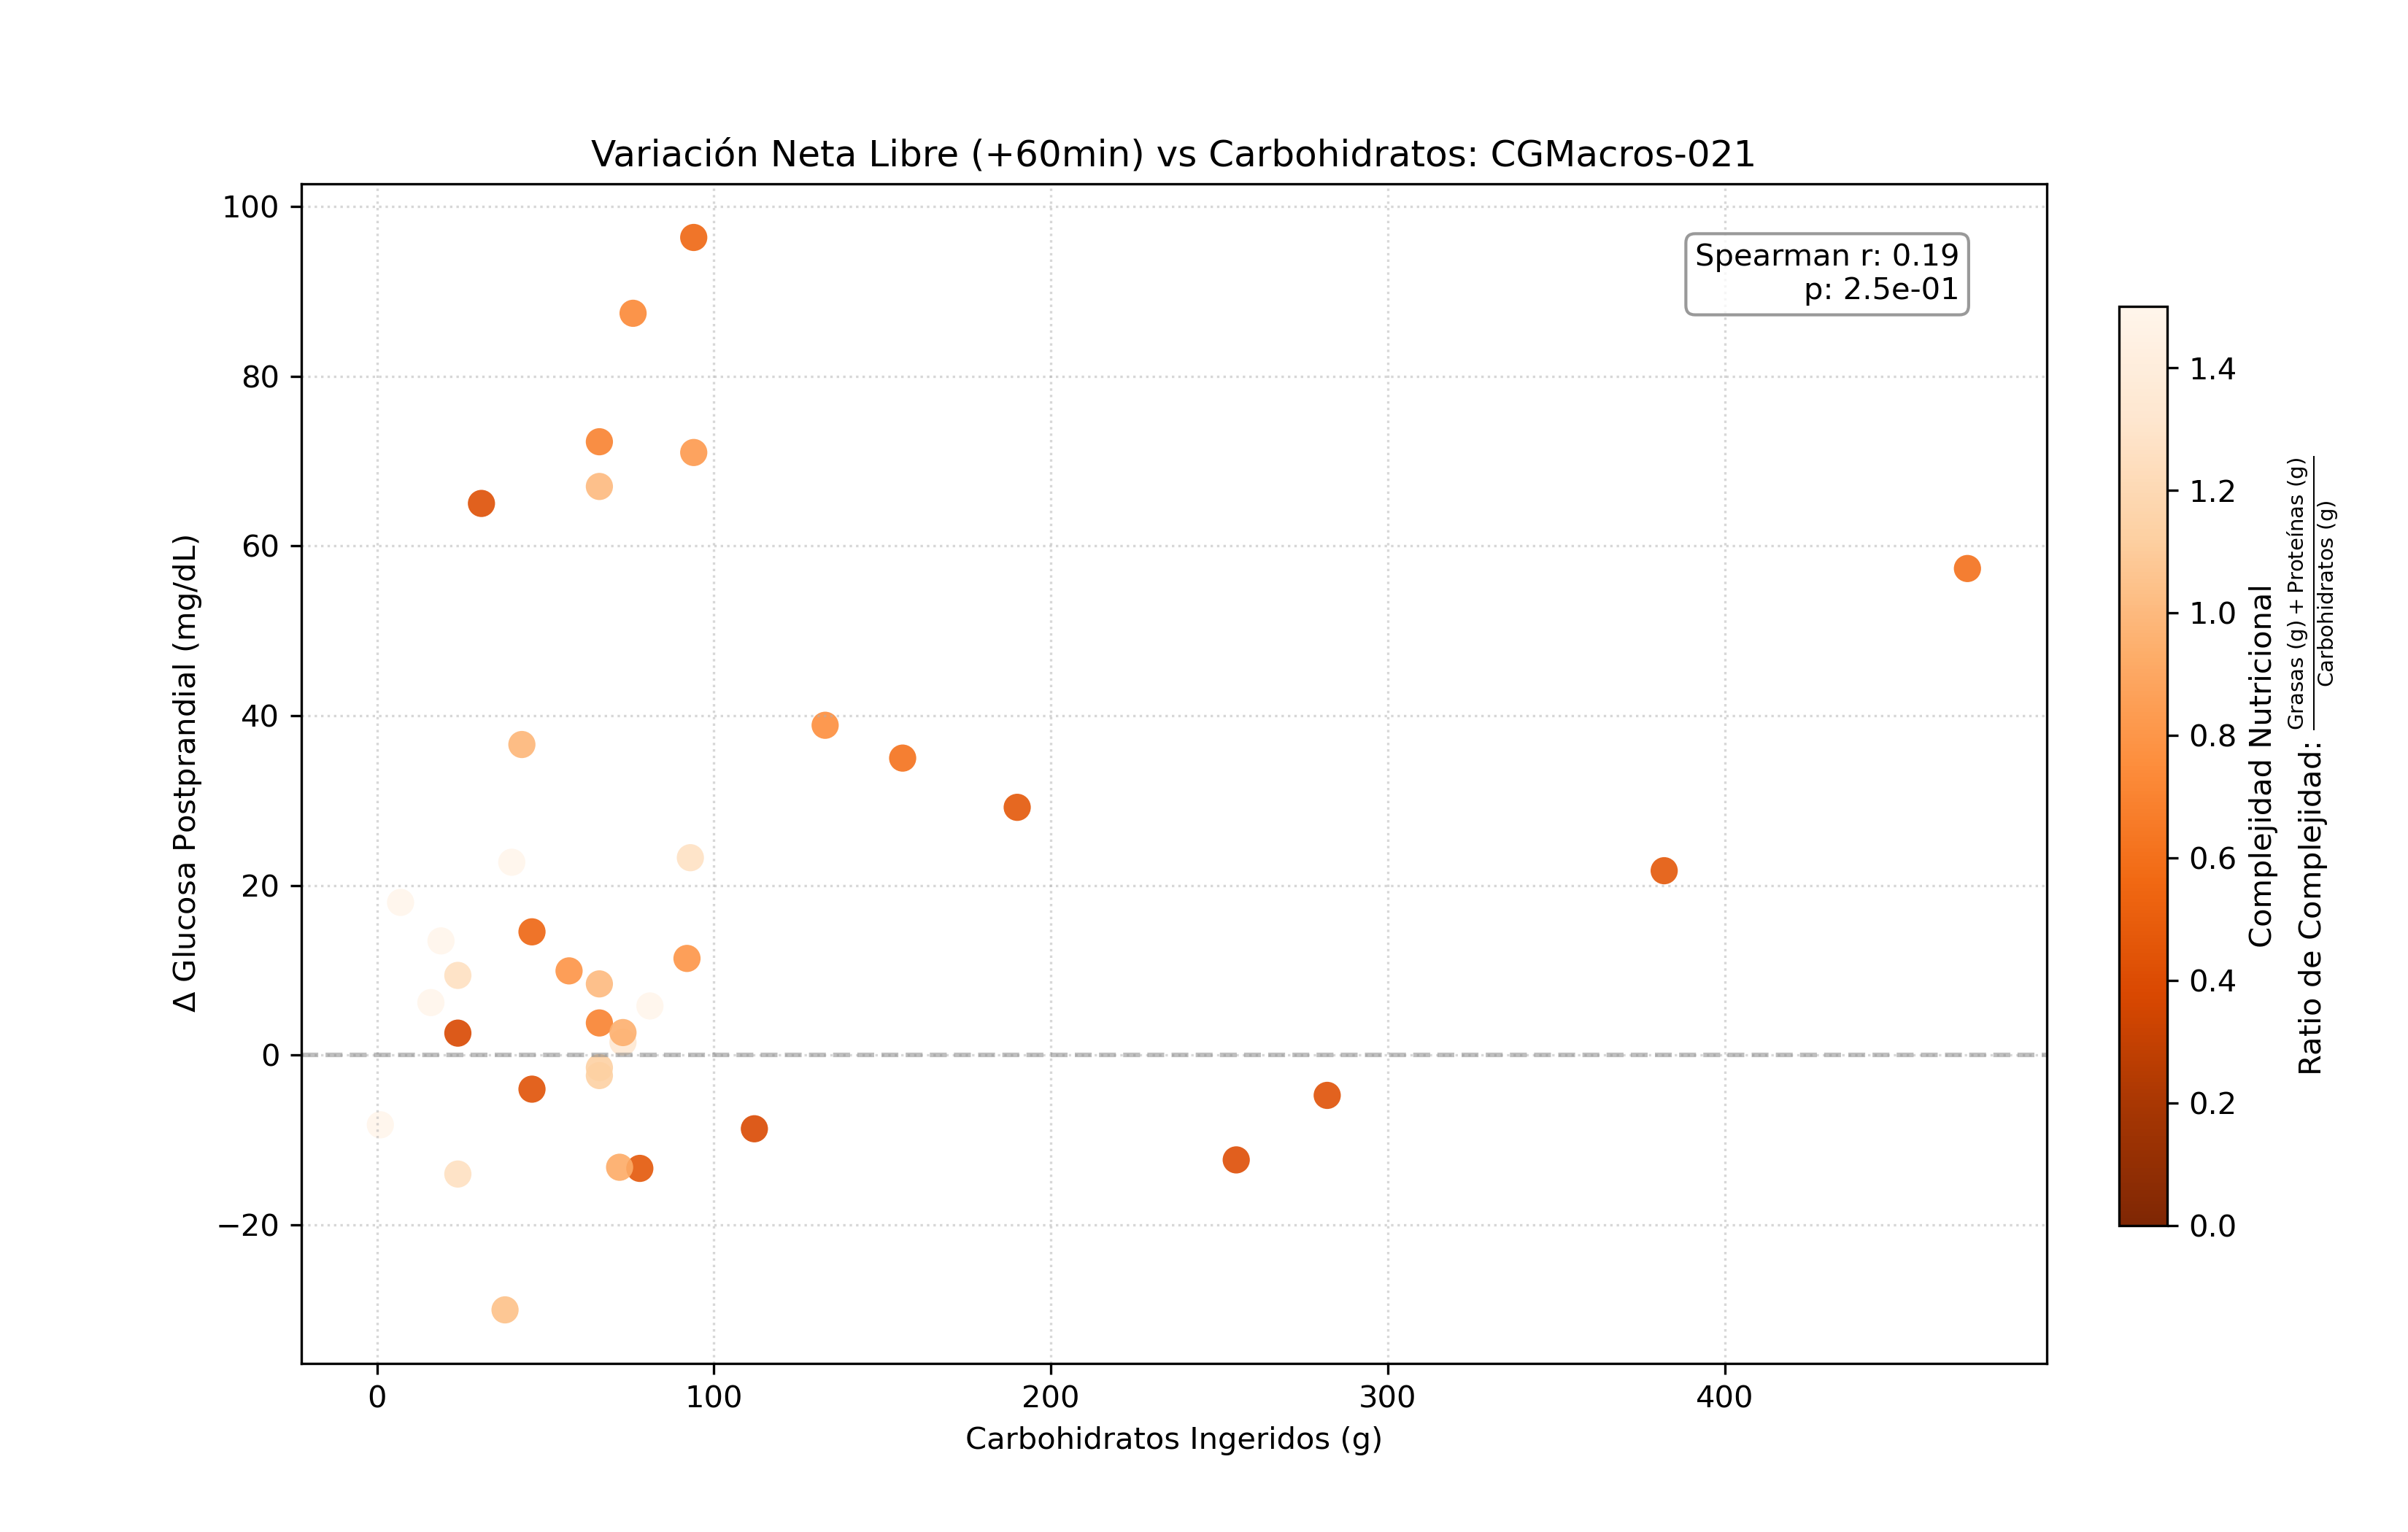 Variación Neta Libre (+60min) vs Carbohidratos: CGMacros-021
Spearman r: 0.19
p: 2.5e-01
Δ Glucosa Postprandial (mg/dL)
100
80
60
40
20
0
−20
0
100
200
300
400
Carbohidratos Ingeridos (g)
1.4
1.2
1.0
0.8
0.6
0.4
0.2
0.0
Complejidad Nutricional
Ratio de Complejidad: Grasas (g) + Proteínas (g)
Carbohidratos (g)